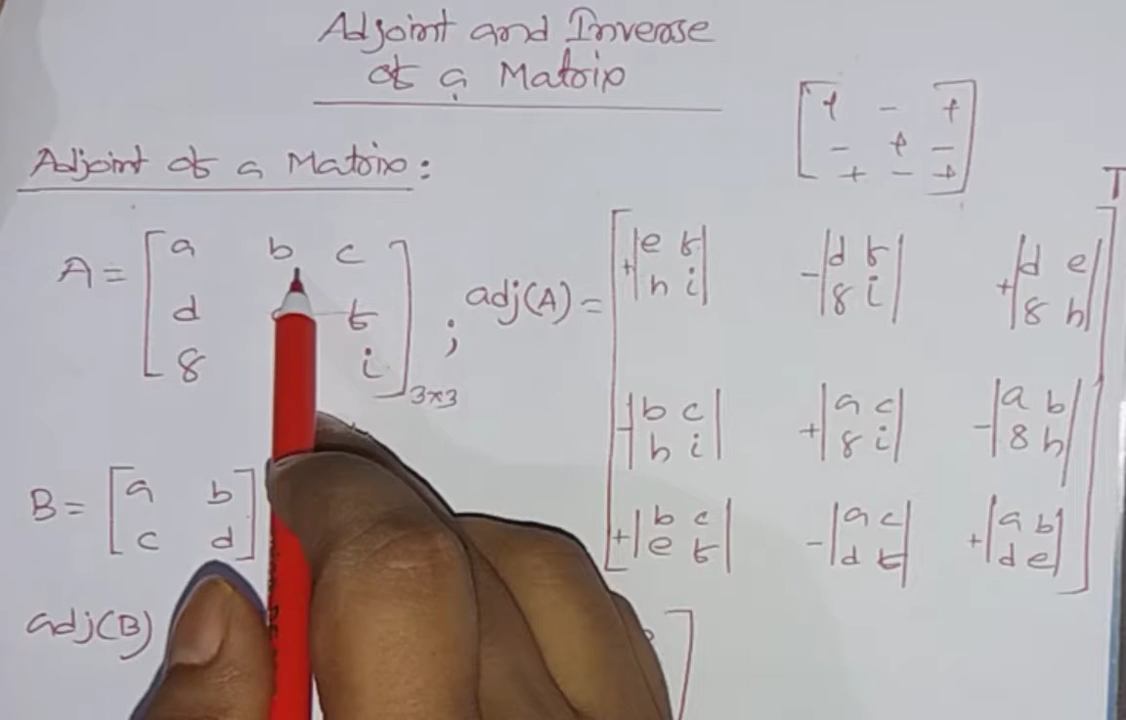 Adjoint and Inverse
of a Matrix
+ - +
- + -
+ - +
Adjoint of a Matrix:
A = [a b c
d f
g i] 3×3 ; adj(A) = [+|e f| -|d f| +|d e|
|h i| |g i| |g h|
-|b c| +|a c| -|a b|
|h i| |g i| |g h|
+|b c| -|a c| +|a b|
|e f| |d f| |d e|] T
B = [a b
c d]
adj(B)